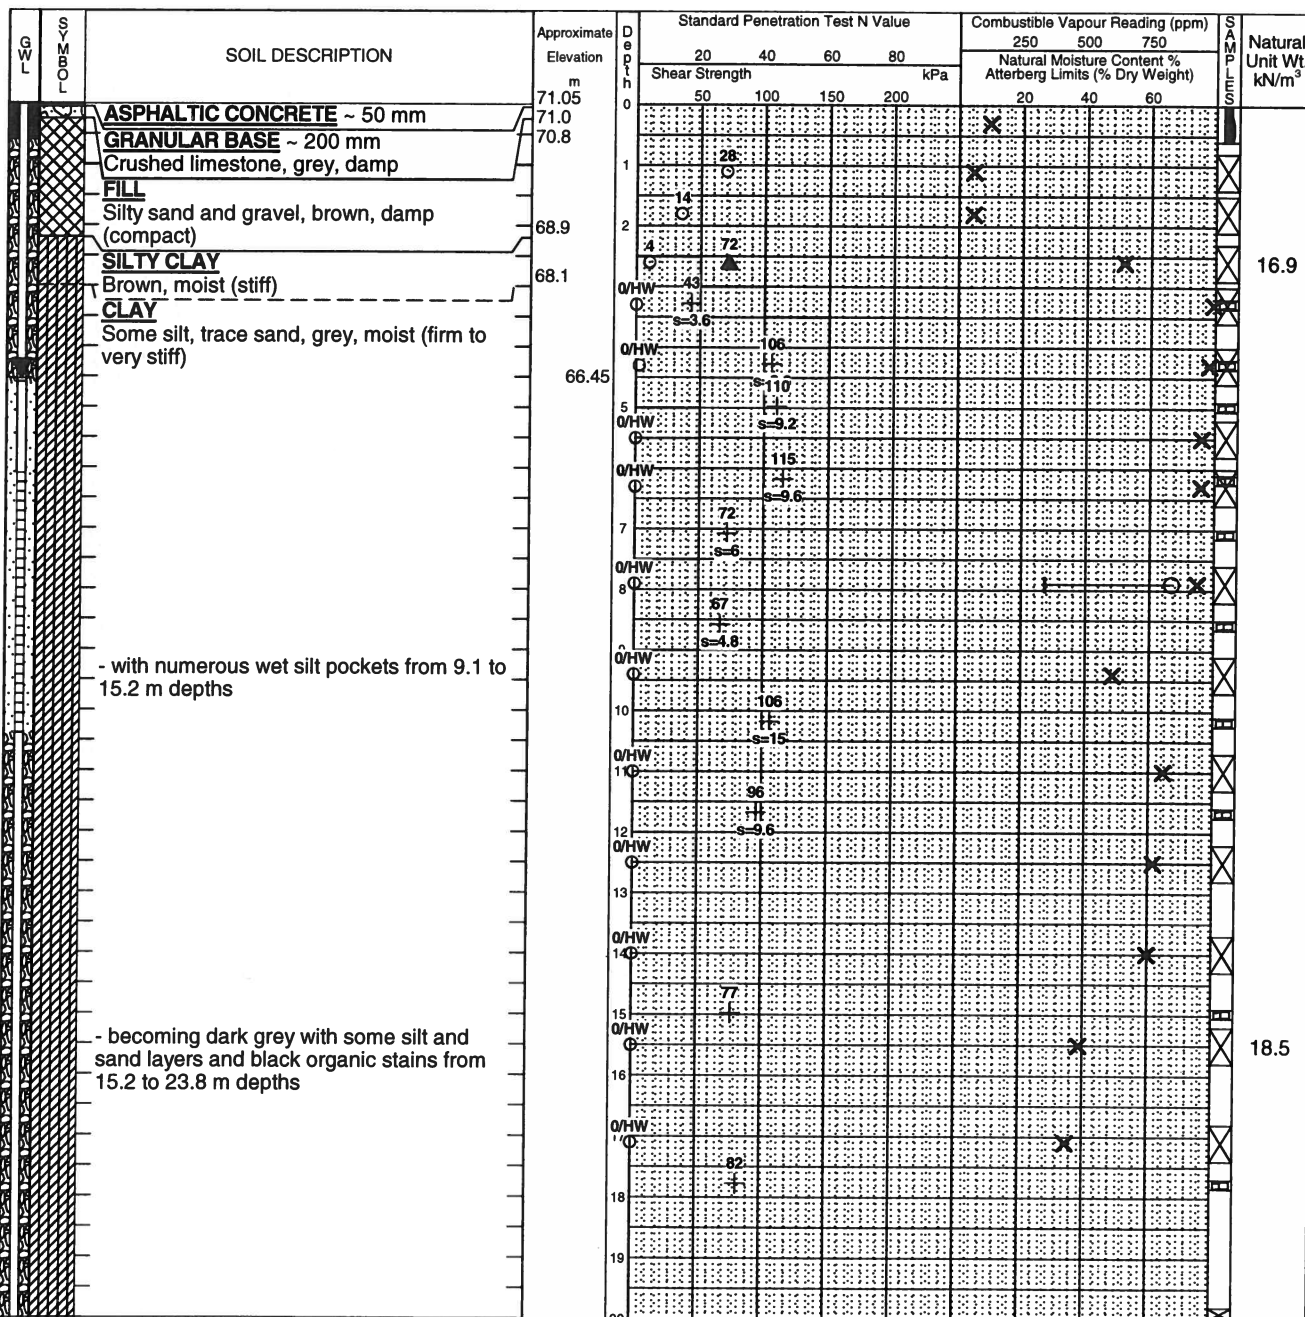 GWL
SYMBOL
SOIL DESCRIPTION
Approximate
Elevation
m
Depth
Standard Penetration Test N Value
20 40 60 80
Shear Strength kPa
50 100 150 200
Combustible Vapour Reading (ppm)
250 500 750
Natural Moisture Content %
Atterberg Limits (% Dry Weight)
20 40 60
SAMPLES
Natural
Unit Wt.
kN/m³
71.05
0
ASPHALTIC CONCRETE ~ 50 mm
71.0
GRANULAR BASE ~ 200 mm
70.8
Crushed limestone, grey, damp
28
1
FILL
14
Silty sand and gravel, brown, damp
(compact)
68.9
2
4 72
SILTY CLAY
16.9
Brown, moist (stiff)
68.1
0/HW 43
CLAY
s=3.6
Some silt, trace sand, grey, moist (firm to
very stiff)
0/HW 106
66.45
110
5
0/HW s=9.2
0/HW 115
s=9.6
72
7
s=6
0/HW
8
67
s=4.8
0/HW
- with numerous wet silt pockets from 9.1 to
15.2 m depths
106
10
s=15
0/HW
11
96
s=9.6
12
0/HW
13
0/HW
14
77
15
0/HW
- becoming dark grey with some silt and
sand layers and black organic stains from
15.2 to 23.8 m depths
18.5
16
0/HW
82
18
19